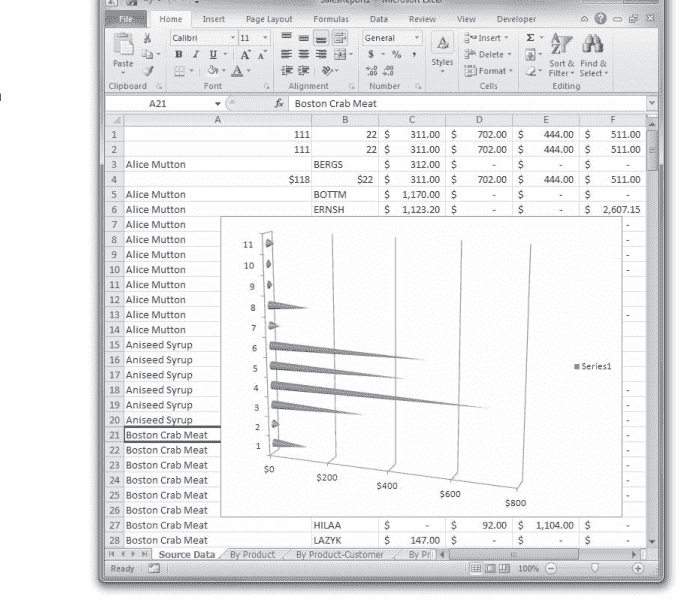 SalesReports - Microsoft Excel
File Home Insert Page Layout Formulas Data Review View Developer
Calibri 11 General Insert Σ
Paste B I U A A $ % , Styles Delete Sort & Find &
A .00 .00 Format Filter Select
Clipboard Font Alignment Number Cells Editing
A21 fx Boston Crab Meat
A B C D E F
1 111 22 $ 311.00 $ 702.00 $ 444.00 $ 511.00
2 111 22 $ 311.00 $ 702.00 $ 444.00 $ 511.00
3 Alice Mutton BERGS $ 312.00 $ - $ - $ -
4 $118 $22 $ 311.00 $ 702.00 $ 444.00 $ 511.00
5 Alice Mutton BOTTM $ 1,170.00 $ - $ - $ -
6 Alice Mutton ERNSH $ 1,123.20 $ - $ - $ 2,607.15
7 Alice Mutton -
8 Alice Mutton -
9 Alice Mutton -
10 Alice Mutton -
11 Alice Mutton
12 Alice Mutton
13 Alice Mutton -
14 Alice Mutton
15 Aniseed Syrup
16 Aniseed Syrup
17 Aniseed Syrup
18 Aniseed Syrup -
19 Aniseed Syrup -
20 Aniseed Syrup -
21 Boston Crab Meat -
22 Boston Crab Meat -
23 Boston Crab Meat -
24 Boston Crab Meat -
25 Boston Crab Meat -
26 Boston Crab Meat
11
10
9
8
7
6
5
4
3
2
1
$0 $200 $400 $600 $800
Series1
27 Boston Crab Meat HILAA $ - $ 92.00 $ 1,104.00 $ -
28 Boston Crab Meat LAZYK $ 147.00 $ - $ - $ -
Source Data By Product By Product-Customer By Pr
Ready 100%